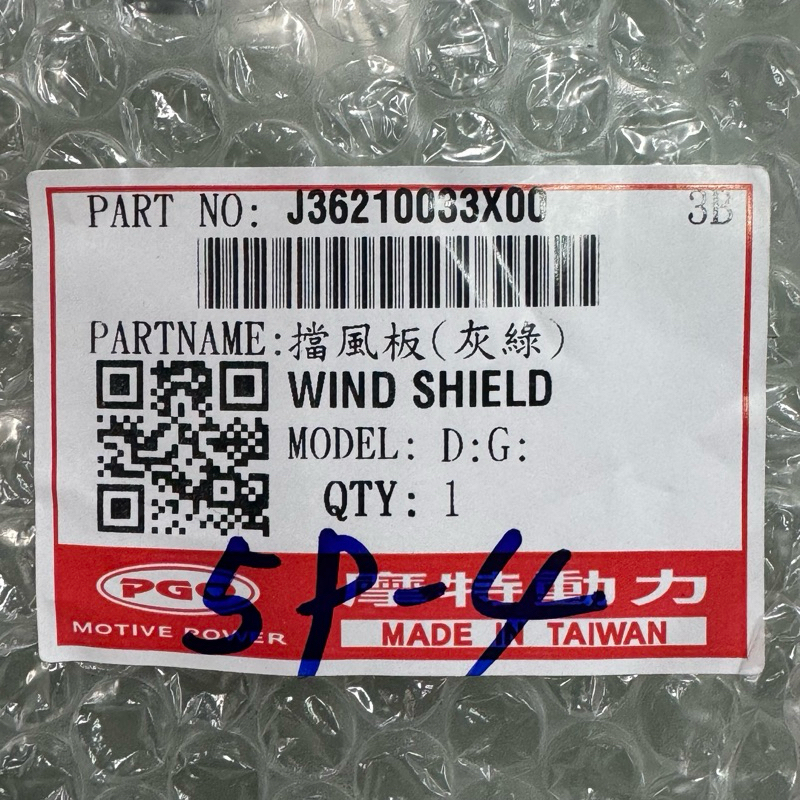 PART NO: J36210033X00 3B
PARTNAME:擋風板(灰綠)
WIND SHIELD
MODEL: D:G:
QTY: 1
5P-4
PGO 摩特動力
MOTIVE POWER MADE IN TAIWAN